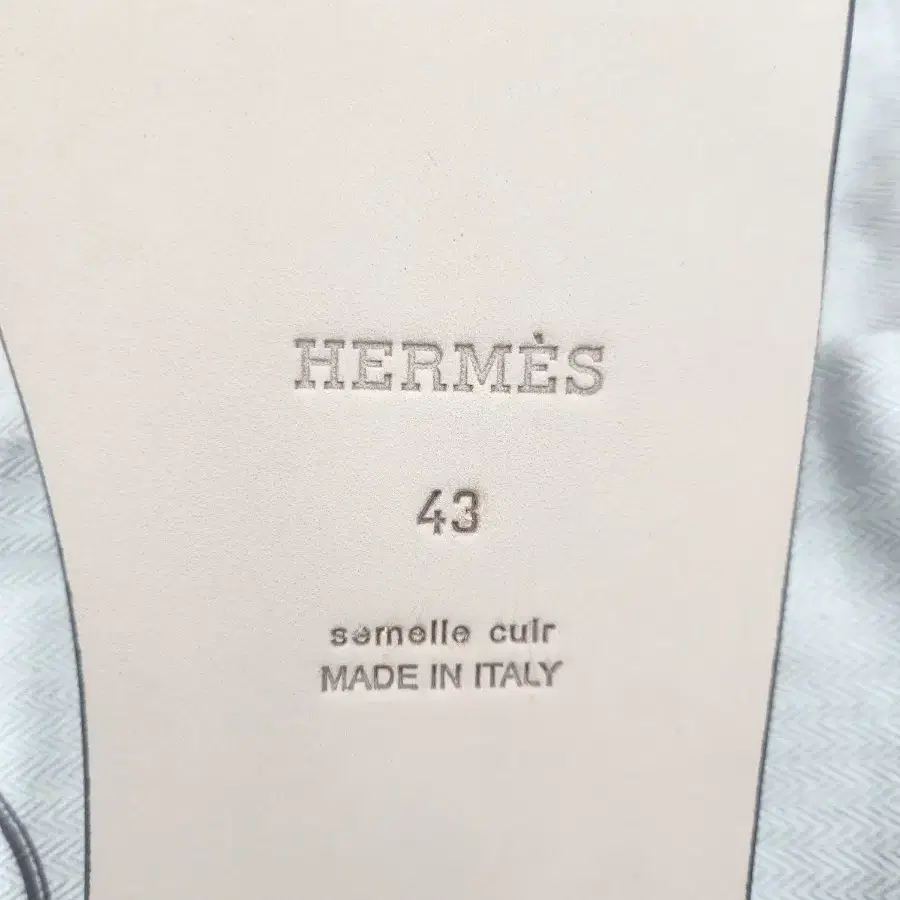 HERMÈS
43
semelle cuir
MADE IN ITALY